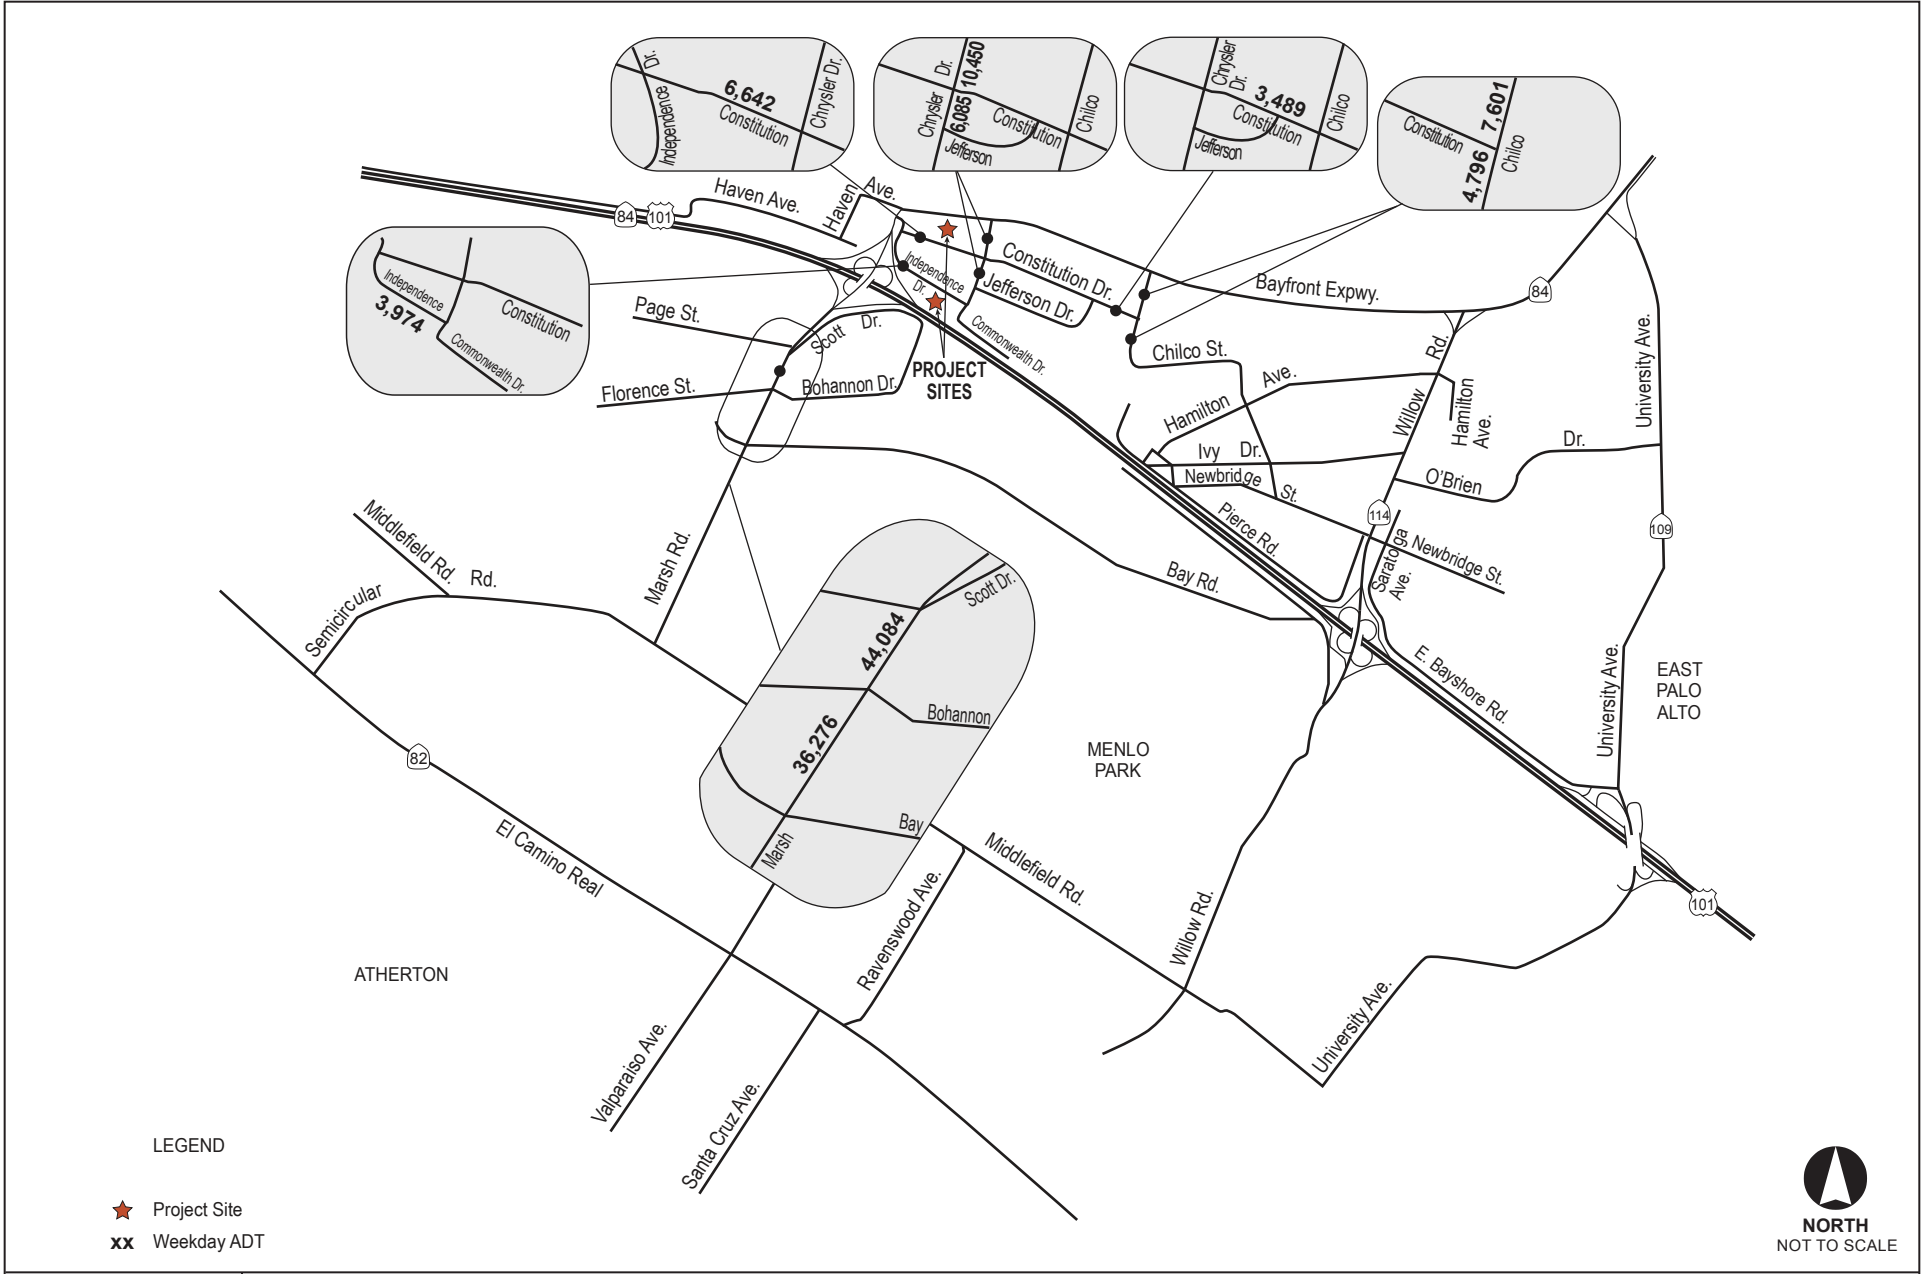 Dr.
Independence
6,642
Constitution
Chrysler Dr.
Dr.
10,450
Chrysler
6,085
Constitution
Jefferson
Chilco
Chrysler
Dr.
3,489
Constitution
Jefferson
Chilco
Constitution
7,601
4,796
Chilco
84
101
Haven Ave.
Haven
Ave.
Independence
3,974
Constitution
Commonwealth Dr.
Independence
Dr.
Constitution Dr.
Jefferson Dr.
Commonwealth Dr.
Bayfront Expwy.
84
Page St.
Scott Dr.
Florence St.
Bohannon Dr.
PROJECT
SITES
Chilco St.
Hamilton Ave.
Willow Rd.
Hamilton
Ave.
University Ave.
Ivy Dr.
Newbridge St.
O'Brien Dr.
114
109
Pierce Rd.
Saratoga
Ave.
Newbridge St.
Middlefield Rd.
Semicircular Rd.
Marsh Rd.
Bay Rd.
Scott Dr.
44,084
Bohannon
36,276
Bay
Marsh
82
El Camino Real
MENLO
PARK
E. Bayshore Rd.
University Ave.
EAST
PALO
ALTO
Middlefield Rd.
Ravenswood Ave.
Willow Rd.
101
ATHERTON
Valparaiso Ave.
Santa Cruz Ave.
University Ave.
LEGEND
Project Site
xx Weekday ADT
NORTH
NOT TO SCALE